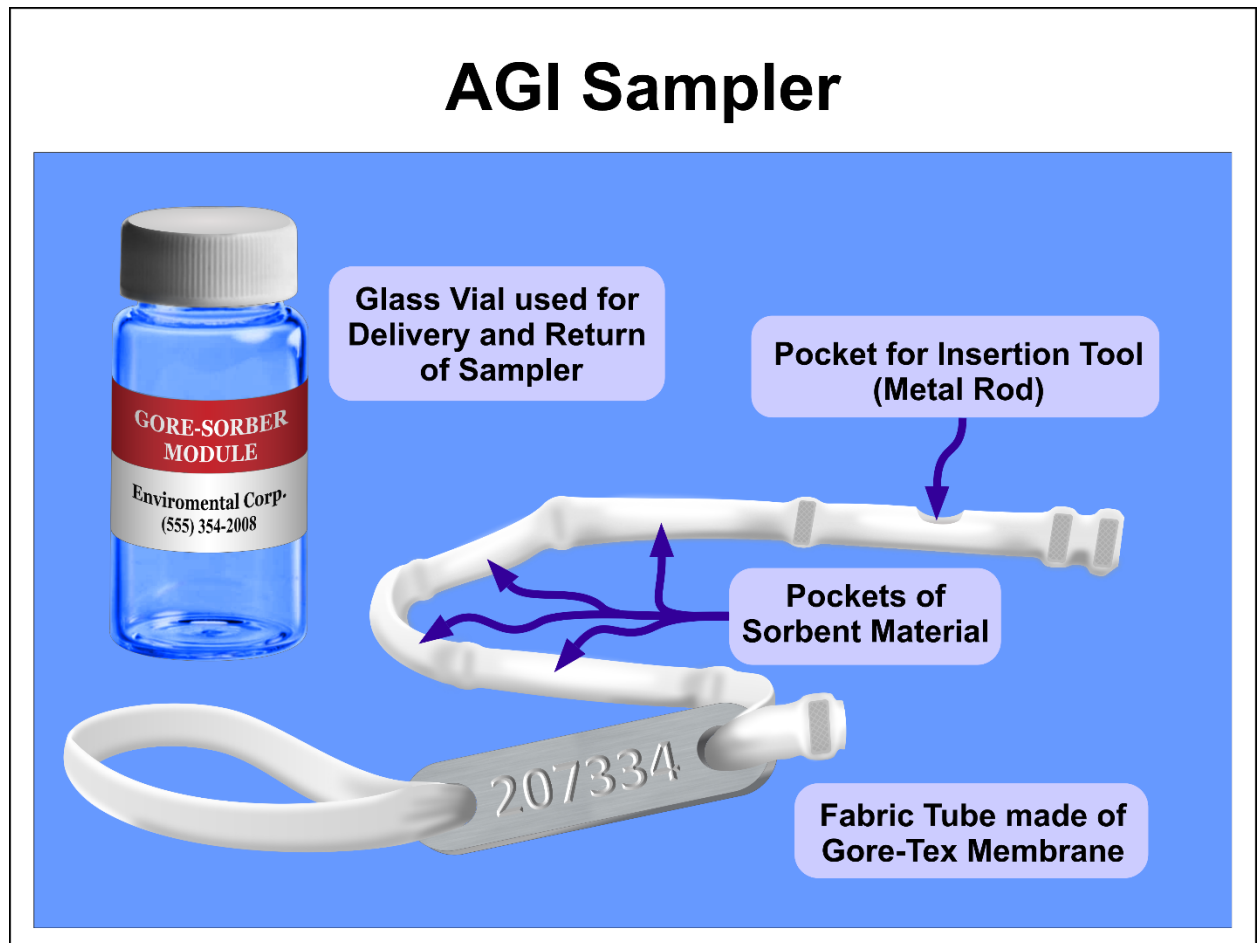 AGI Sampler
Glass Vial used for
Delivery and Return
of Sampler
Pocket for Insertion Tool
(Metal Rod)
GORE-SORBER
MODULE
Enviromental Corp.
(555) 354-2008
Pockets of
Sorbent Material
207334
Fabric Tube made of
Gore-Tex Membrane